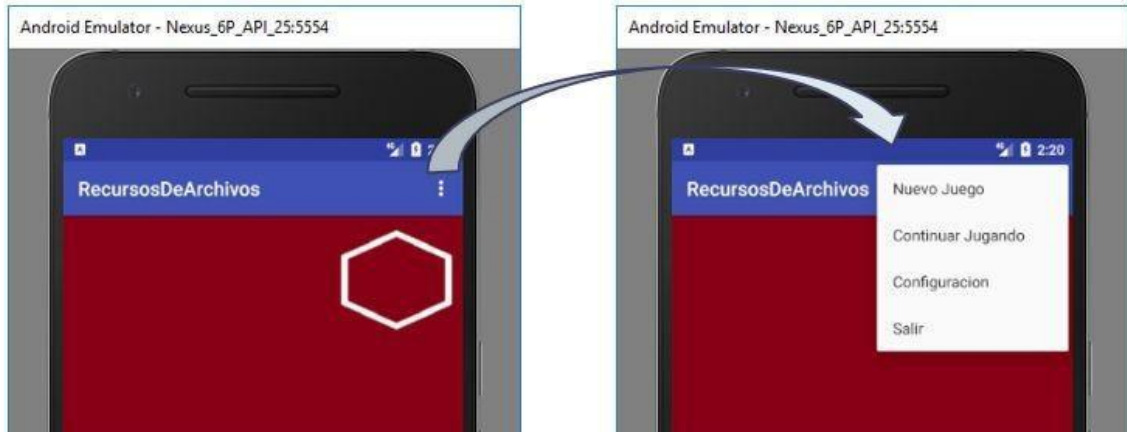 Android Emulator - Nexus_6P_API_25:5554
RecursosDeArchivos
Android Emulator - Nexus_6P_API_25:5554
2:20
RecursosDeArchivos
Nuevo Juego
Continuar Jugando
Configuracion
Salir